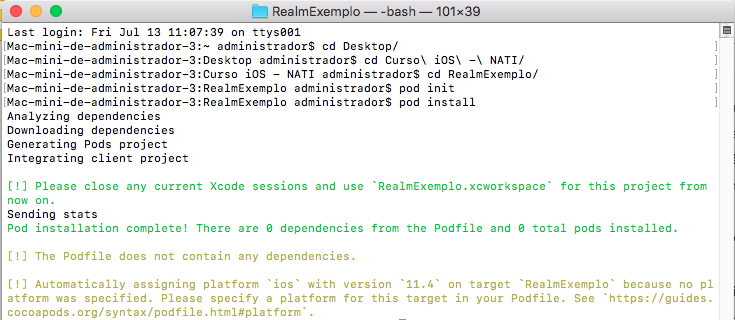 RealmExemplo — -bash — 101×39
Last login: Fri Jul 13 11:07:39 on ttys001
[Mac-mini-de-administrador-3:~ administrador$ cd Desktop/ ]
[Mac-mini-de-administrador-3:Desktop administrador$ cd Curso\ iOS\ -\ NATI/ ]
[Mac-mini-de-administrador-3:Curso iOS - NATI administrador$ cd RealmExemplo/ ]
[Mac-mini-de-administrador-3:RealmExemplo administrador$ pod init ]
[Mac-mini-de-administrador-3:RealmExemplo administrador$ pod install ]
Analyzing dependencies
Downloading dependencies
Generating Pods project
Integrating client project
[!] Please close any current Xcode sessions and use `RealmExemplo.xcworkspace` for this project from
now on.
Sending stats
Pod installation complete! There are 0 dependencies from the Podfile and 0 total pods installed.
[!] The Podfile does not contain any dependencies.
[!] Automatically assigning platform `ios` with version `11.4` on target `RealmExemplo` because no pl
atform was specified. Please specify a platform for this target in your Podfile. See `https://guides.
cocoapods.org/syntax/podfile.html#platform`.